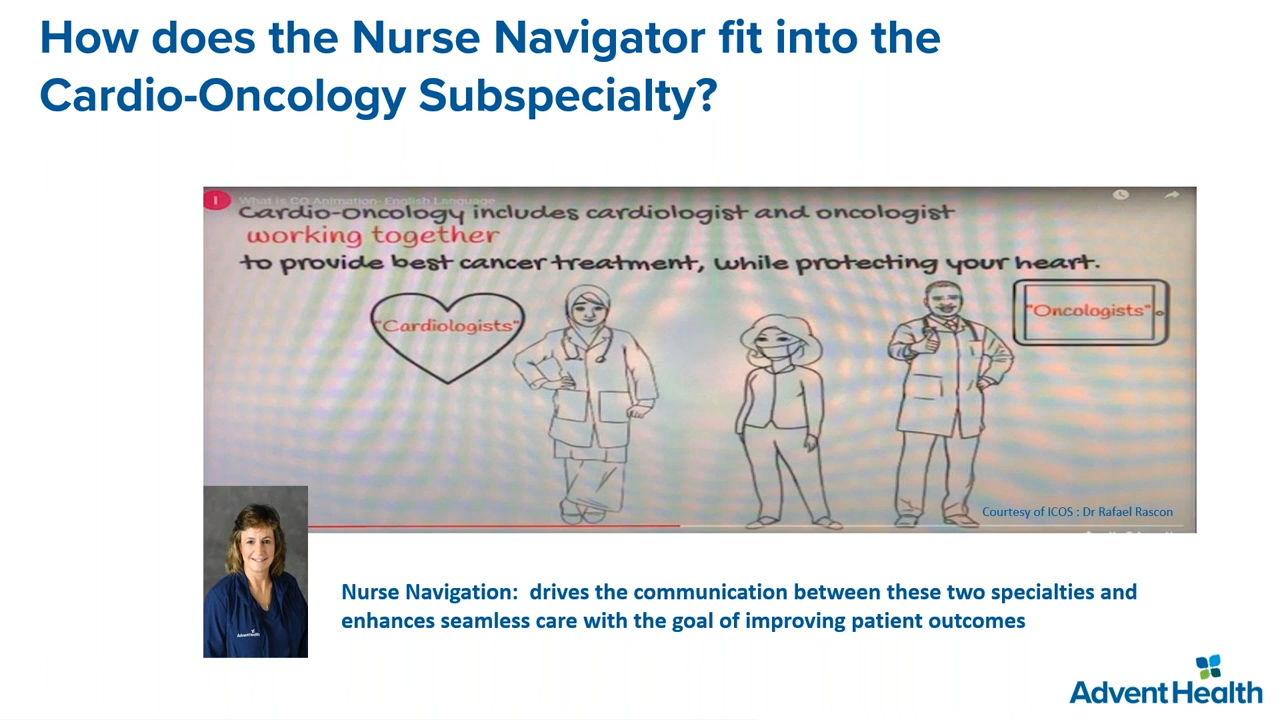 How does the Nurse Navigator fit into the
Cardio-Oncology Subspecialty?
What is CO Animation- English Language
Cardio-oncology includes cardiologist and oncologist
working together
to provide best cancer treatment, while protecting your heart.
"Cardiologists"
"Oncologists"
Courtesy of ICOS : Dr Rafael Rascon
AdventHealth
Nurse Navigation:  drives the communication between these two specialties and
enhances seamless care with the goal of improving patient outcomes
AdventHealth